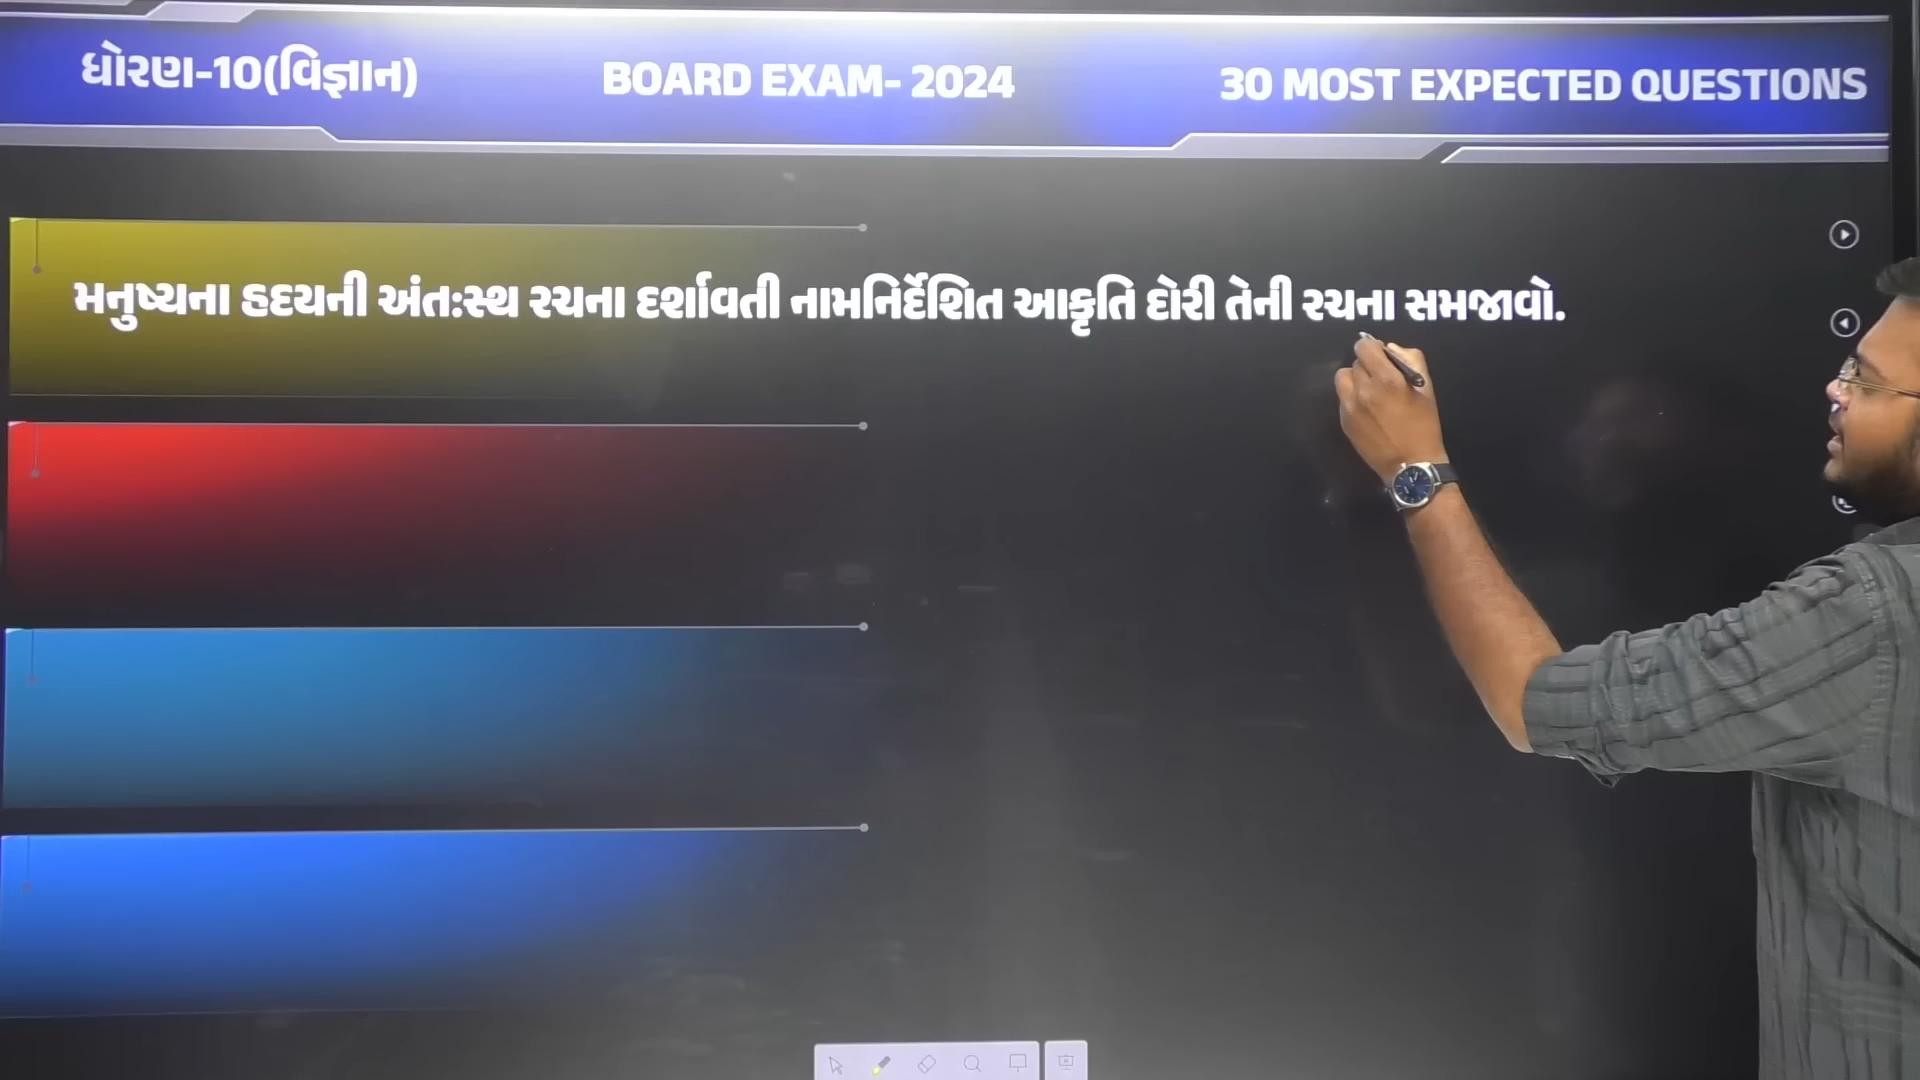 ધોરણ-10(વિજ્ઞાન) BOARD EXAM- 2024 30 MOST EXPECTED QUESTIONS
મનુષ્યના હૃદયની અંત:સ્થ રચના દર્શાવતી નામનિર્દેશિત આકૃતિ દોરી તેની રચના સમજાવો.